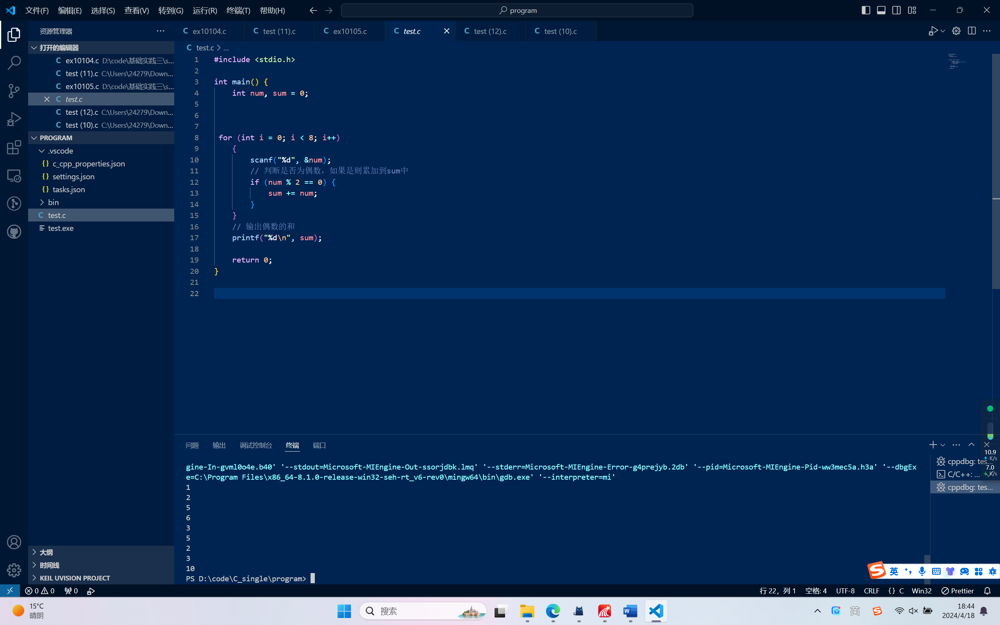 文件(F) 编辑(E) 选择(S) 查看(V) 转到(G) 运行(R) 终端(T) 帮助(H) program
资源管理器
C ex10104.c C test (11).c C ex10105.c C test.c C test (12).c C test (10).c
打开的编辑器
C ex10104.c D:\code\基础实践三\s...
C test (11).c C:\Users\24279\Down...
C ex10105.c D:\code\基础实践三\s...
C test.c
C test (12).c C:\Users\24279\Down...
C test (10).c C:\Users\24279\Down...
PROGRAM
.vscode
{} c_cpp_properties.json
{} settings.json
{} tasks.json
bin
C test.c
test.exe
大纲
时间线
KEIL UVISION PROJECT
C test.c > ...
1 #include <stdio.h>
2
3 int main() {
4 int num, sum = 0;
5
6
7
8 for (int i = 0; i < 8; i++)
9 {
10 scanf("%d", &num);
11 // 判断是否为偶数，如果是则累加到sum中
12 if (num % 2 == 0) {
13 sum += num;
14 }
15 }
16 // 输出偶数的和
17 printf("%d\n", sum);
18
19 return 0;
20 }
21
22
问题 输出 调试控制台 终端 端口
gine-In-gvml0o4e.b40' '--stdout=Microsoft-MIEngine-Out-ssorjdbk.lmq' '--stderr=Microsoft-MIEngine-Error-g4prejyb.2db' '--pid=Microsoft-MIEngine-Pid-ww3mec5a.h3a' '--dbgEx
e=C:\Program Files\x86_64-8.1.0-release-win32-seh-rt_v6-rev0\mingw64\bin\gdb.exe' '--interpreter=mi'
1
2
5
6
3
5
2
3
10
PS D:\code\C_single\program>
cppdbg: tes...
C/C++: ...
cppdbg: tes...
10.9
K/s
7.0
K/s
S 英
0 0 0 行 22，列 1 空格: 4 UTF-8 CRLF {} C Win32 Prettier
15°C
晴朗
搜索
W
英 S
18:44
2024/4/18